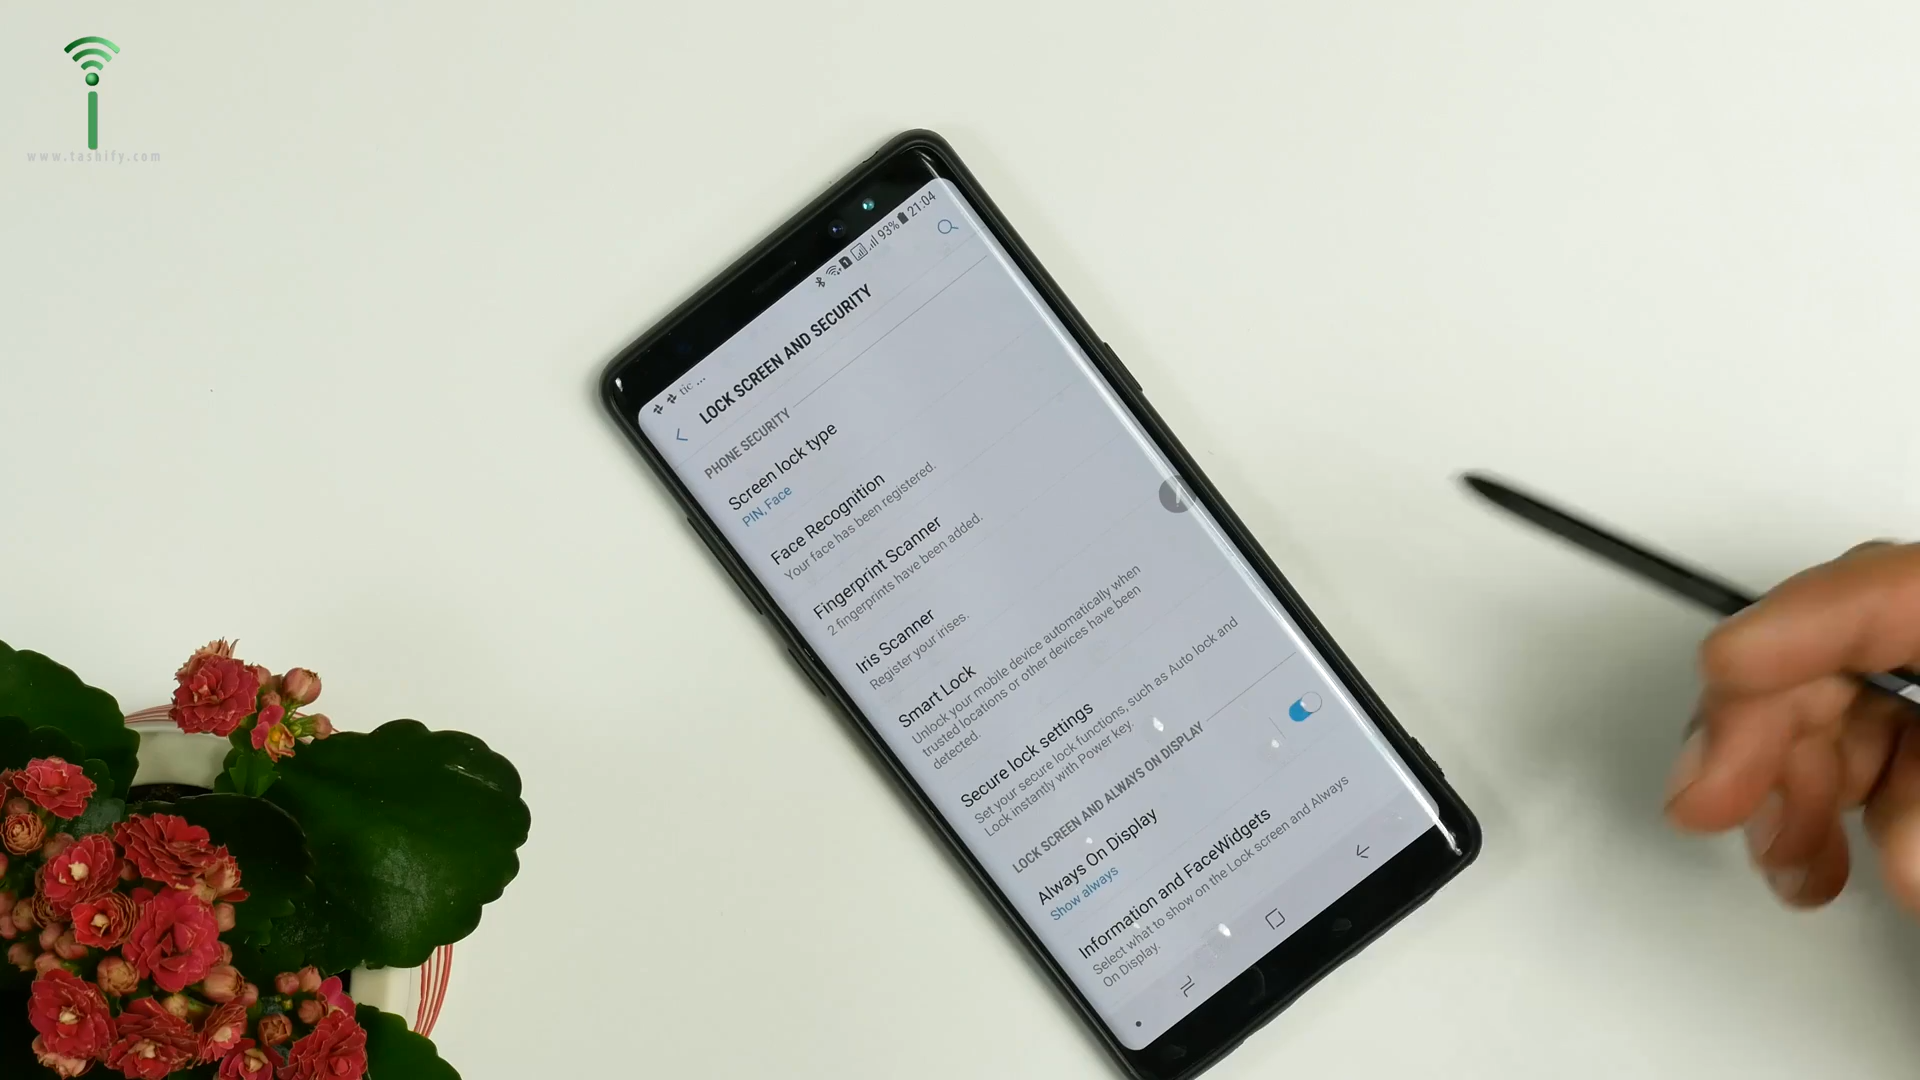 www.tashify.com
93% 21:04
tic ...
LOCK SCREEN AND SECURITY
PHONE SECURITY
Screen lock type
PIN, Face
Face Recognition
Your face has been registered.
Fingerprint Scanner
2 fingerprints have been added.
Iris Scanner
Register your irises.
Smart Lock
Unlock your mobile device automatically when
trusted locations or other devices have been
detected.
Secure lock settings
Set your secure lock functions, such as Auto lock and
Lock instantly with Power key.
LOCK SCREEN AND ALWAYS ON DISPLAY
Always On Display
Show always
Information and FaceWidgets
Select what to show on the Lock screen and Always
On Display.